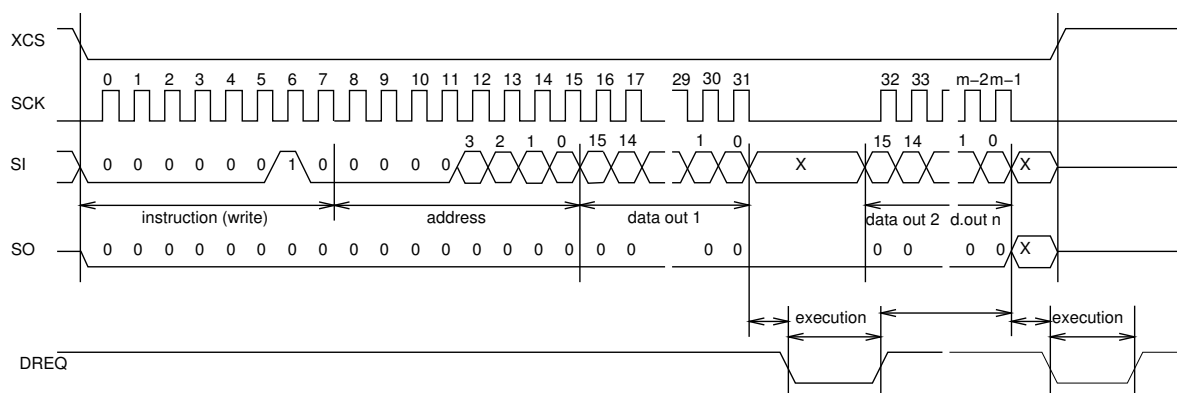 XCS
0 1 2 3 4 5 6 7 8 9 10 11 12 13 14 15 16 17 29 30 31 32 33 m−2 m−1
SCK
3 2 1 0 15 14 1 0 15 14 1 0
SI 0 0 0 0 0 0 1 0 0 0 0 0 X X
instruction (write) address data out 1 data out 2 d.out n
SO 0 0 0 0 0 0 0 0 0 0 0 0 0 0 0 0 0 0 0 0 0 0 0 0 X
execution execution
DREQ